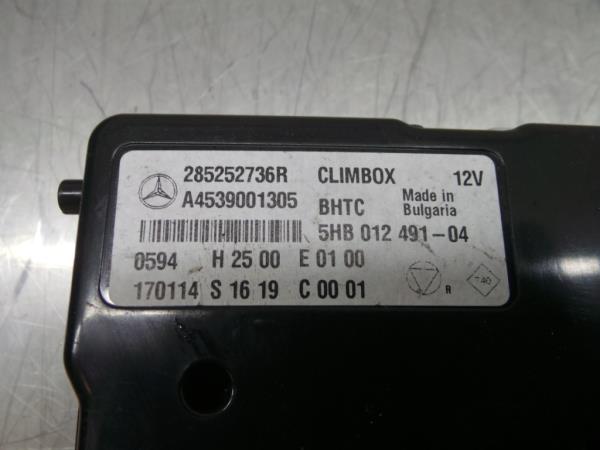 285252736R CLIMBOX 12V
A4539001305 BHTC Made in Bulgaria
5HB 012 491-04
0594 H 25 00 E 01 00
170114 S 16 19 C 00 01
R